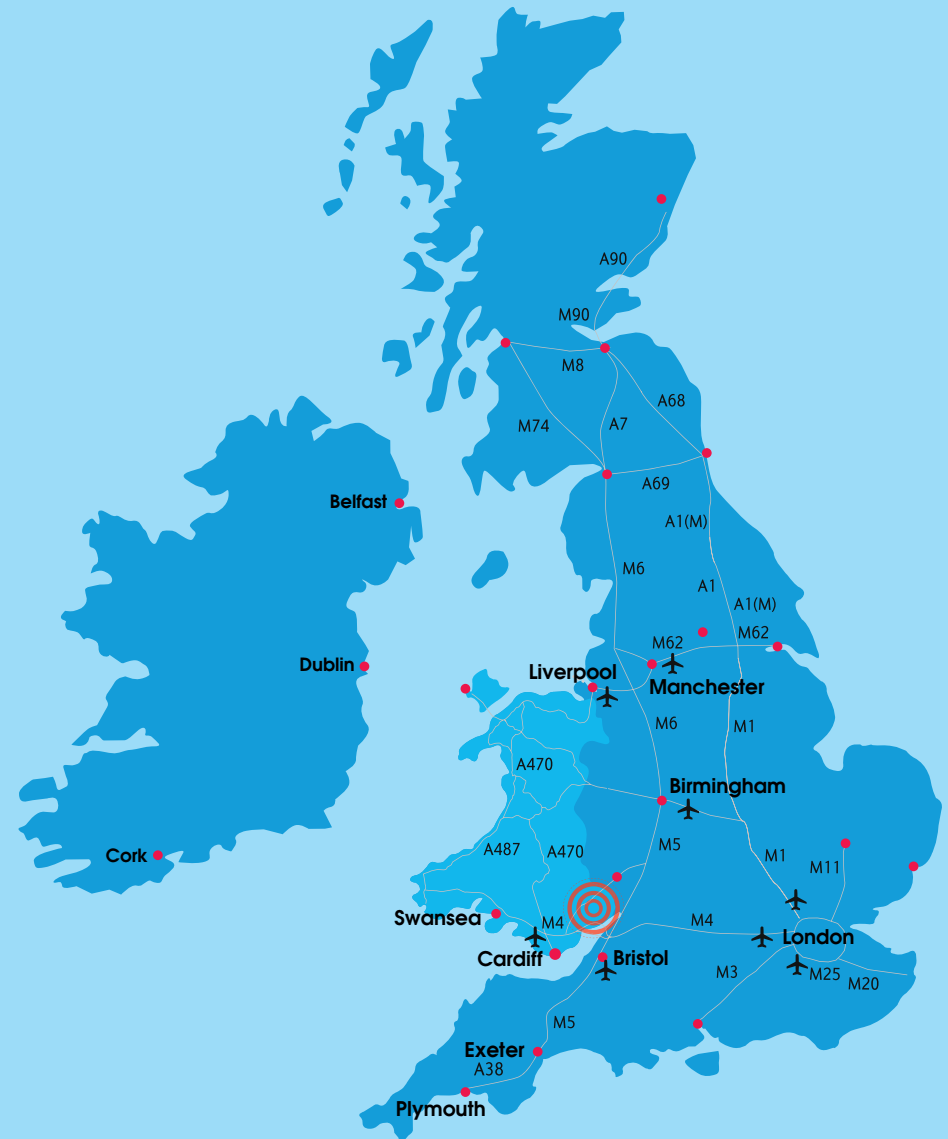 A90
M90
M8
A68
M74
A7
A69
Belfast
A1(M)
M6
A1
A1(M)
M62
M62
Dublin
Liverpool
Manchester
M6
M1
A470
Birmingham
A487
A470
M5
Cork
M1
M11
Swansea
M4
M4
London
Cardiff
Bristol
M3
M25
M20
M5
Exeter
A38
Plymouth